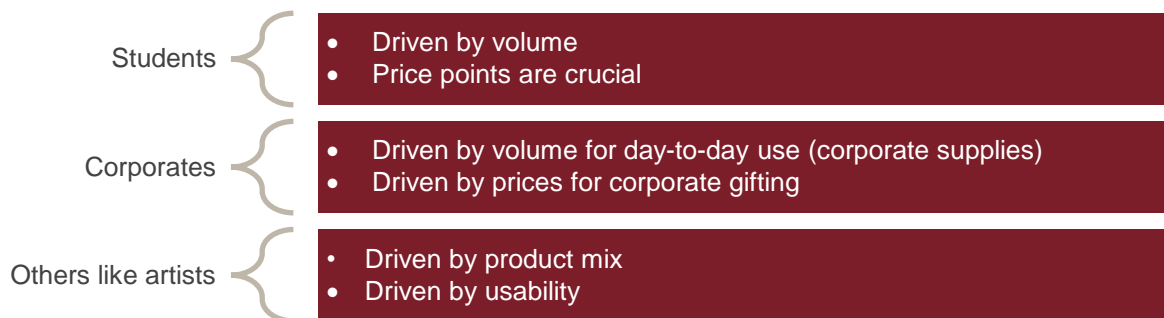 Students
• Driven by volume
• Price points are crucial
Corporates
• Driven by volume for day-to-day use (corporate supplies)
• Driven by prices for corporate gifting
Others like artists
• Driven by product mix
• Driven by usability